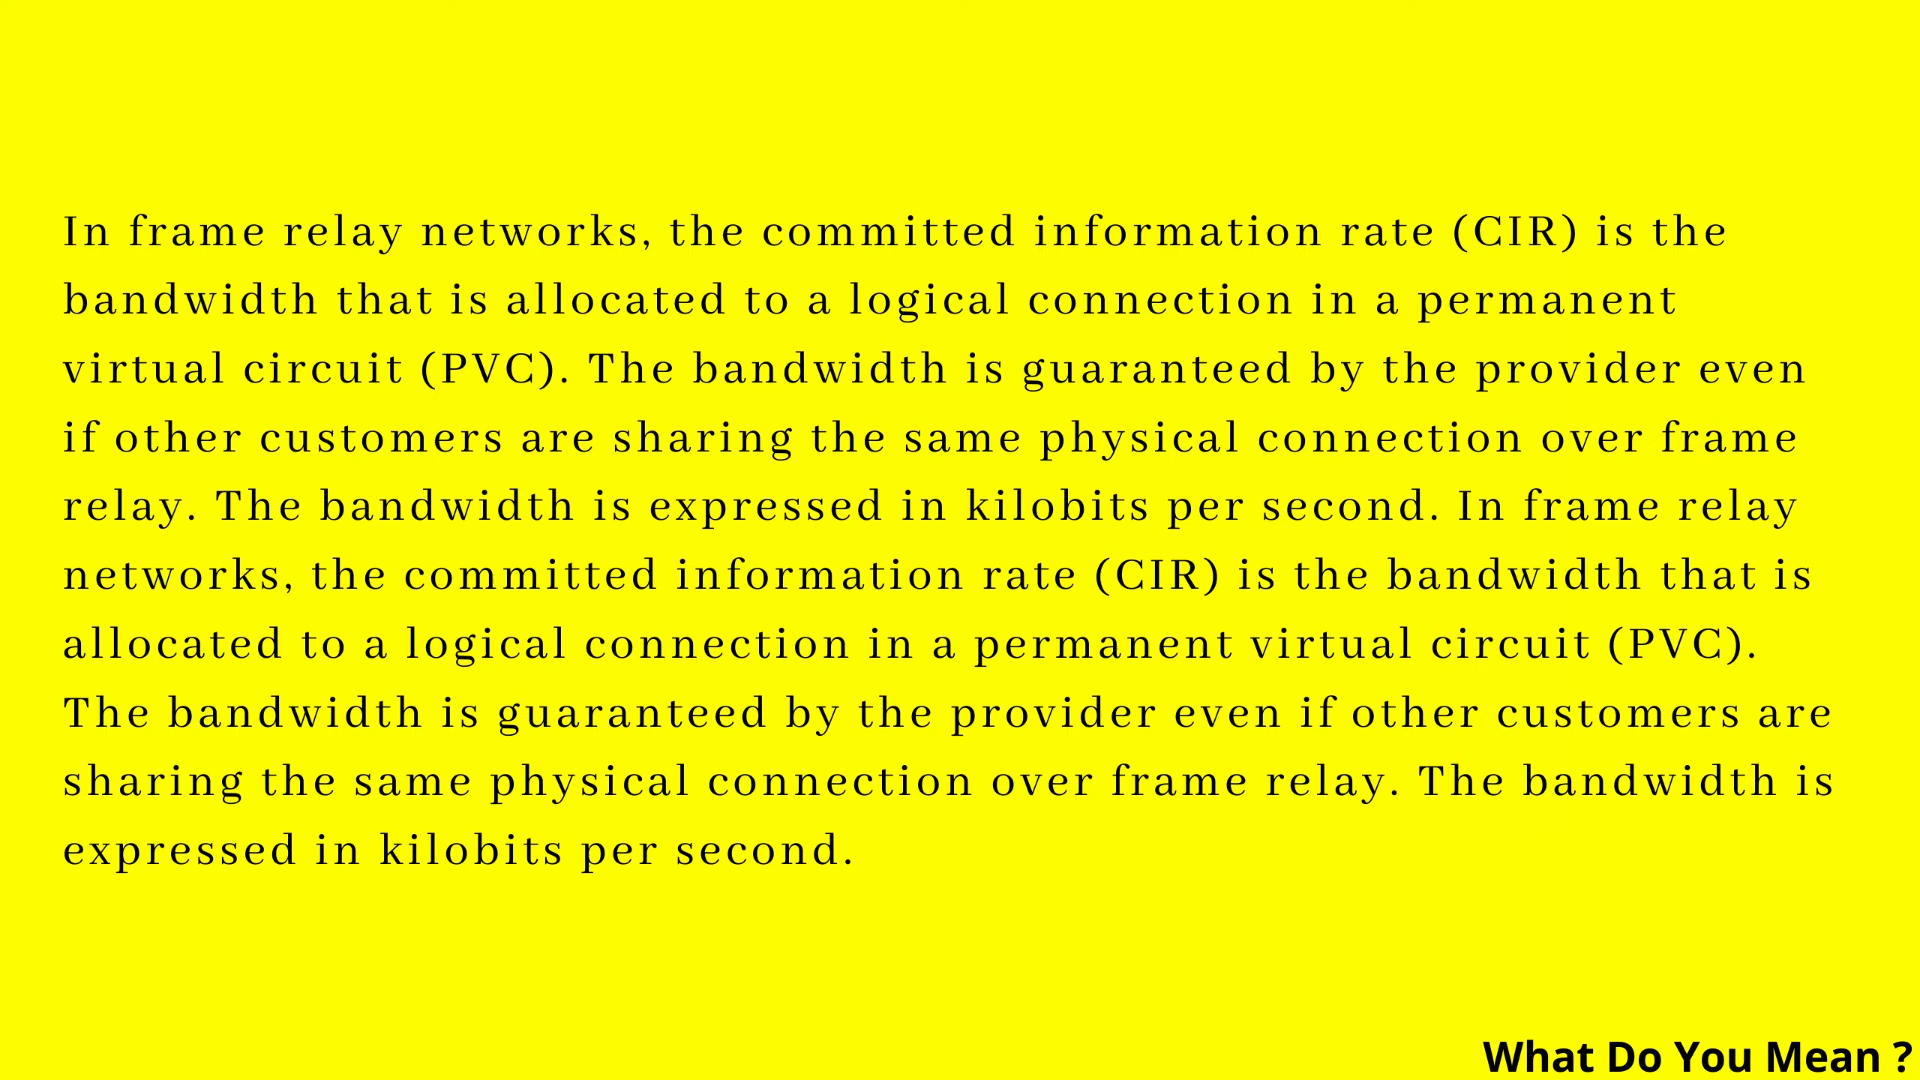 In frame relay networks, the committed information rate (CIR) is the
bandwidth that is allocated to a logical connection in a permanent
virtual circuit (PVC). The bandwidth is guaranteed by the provider even
if other customers are sharing the same physical connection over frame
relay. The bandwidth is expressed in kilobits per second. In frame relay
networks, the committed information rate (CIR) is the bandwidth that is
allocated to a logical connection in a permanent virtual circuit (PVC).
The bandwidth is guaranteed by the provider even if other customers are
sharing the same physical connection over frame relay. The bandwidth is
expressed in kilobits per second.
What Do You Mean ?